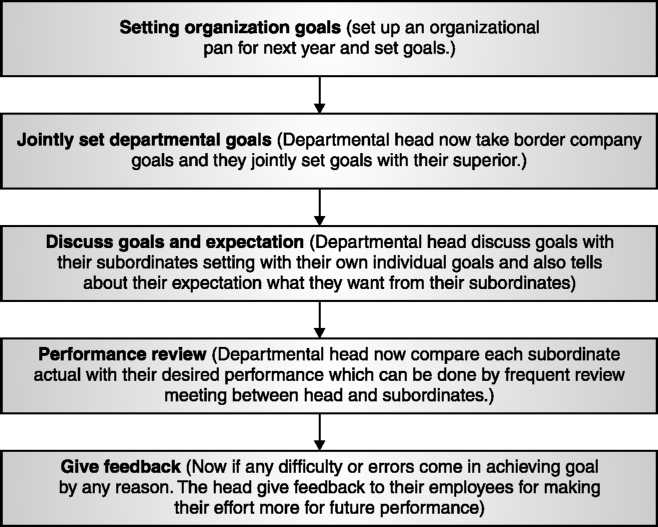 Setting organization goals (set up an organizational
pan for next year and set goals.)
Jointly set departmental goals (Departmental head now take border company
goals and they jointly set goals with their superior.)
Discuss goals and expectation (Departmental head discuss goals with
their subordinates setting with their own individual goals and also tells
about their expectation what they want from their subordinates)
Performance review (Departmental head now compare each subordinate
actual with their desired performance which can be done by frequent review
meeting between head and subordinates.)
Give feedback (Now if any difficulty or errors come in achieving goal
by any reason. The head give feedback to their employees for making
their effort more for future performance)